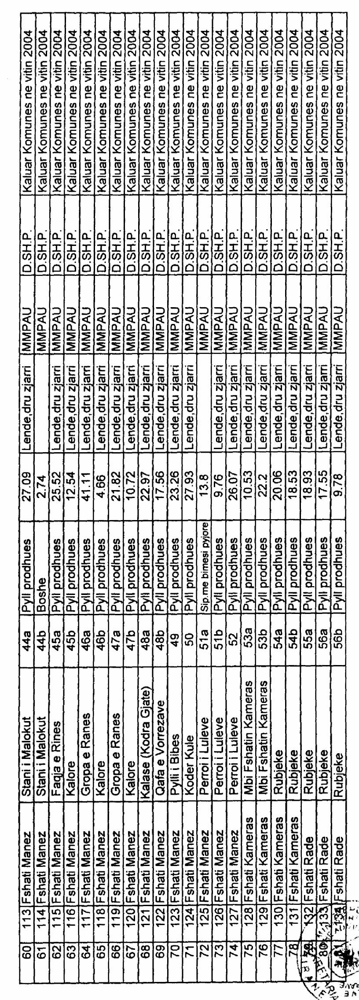 60 113 Fshati Manez Stani i Malokut 44a Pyll prodhues 27.09 Lende,dru zjarri MMPAU D.SH.P. Kaluar Komunes ne vitin 2004
61 114 Fshati Manez Stani i Malokut 44b Boshe 2.74 MMPAU D.SH.P. Kaluar Komunes ne vitin 2004
62 115 Fshati Manez Faqja e Rines 45a Pyll prodhues 25.52 Lende,dru zjarri MMPAU D.SH.P. Kaluar Komunes ne vitin 2004
63 116 Fshati Manez Kalore 45b Pyll prodhues 12.54 Lende,dru zjarri MMPAU D.SH.P. Kaluar Komunes ne vitin 2004
64 117 Fshati Manez Gropa e Ranes 46a Pyll prodhues 41.11 Lende,dru zjarri MMPAU D.SH.P. Kaluar Komunes ne vitin 2004
65 118 Fshati Manez Kalore 46b Pyll prodhues 4.66 Lende,dru zjarri MMPAU D.SH.P. Kaluar Komunes ne vitin 2004
66 119 Fshati Manez Gropa e Ranes 47a Pyll prodhues 21.82 Lende,dru zjarri MMPAU D.SH.P. Kaluar Komunes ne vitin 2004
67 120 Fshati Manez Kalore 47b Pyll prodhues 10.72 Lende,dru zjarri MMPAU D.SH.P. Kaluar Komunes ne vitin 2004
68 121 Fshati Manez Kalase (Kodra Gjate) 48a Pyll prodhues 22.97 Lende,dru zjarri MMPAU D.SH.P. Kaluar Komunes ne vitin 2004
69 122 Fshati Manez Qafa e Vorrezave 48b Pyll prodhues 17.56 Lende,dru zjarri MMPAU D.SH.P. Kaluar Komunes ne vitin 2004
70 123 Fshati Manez Pylli i Bibes 49 Pyll prodhues 23.26 Lende,dru zjarri MMPAU D.SH.P. Kaluar Komunes ne vitin 2004
71 124 Fshati Manez Koder Kule 50 Pyll prodhues 27.93 Lende,dru zjarri MMPAU D.SH.P. Kaluar Komunes ne vitin 2004
72 125 Fshati Manez Perroi i Luleve 51a Sip.me bimesi pyjore 13.8 MMPAU D.SH.P. Kaluar Komunes ne vitin 2004
73 126 Fshati Manez Perroi i Luleve 51b Pyll prodhues 9.76 Lende,dru zjarri MMPAU D.SH.P. Kaluar Komunes ne vitin 2004
74 127 Fshati Manez Perroi i Luleve 52 Pyll prodhues 26.07 Lende,dru zjarri MMPAU D.SH.P. Kaluar Komunes ne vitin 2004
75 128 Fshati Kameras Mbi Fshatin Kameras 53a Pyll prodhues 10.53 Lende,dru zjarri MMPAU D.SH.P. Kaluar Komunes ne vitin 2004
76 129 Fshati Kameras Mbi Fshatin Kameras 53b Pyll prodhues 22.2 Lende,dru zjarri MMPAU D.SH.P. Kaluar Komunes ne vitin 2004
77 130 Fshati Kameras Rubjeke 54a Pyll prodhues 20.06 Lende,dru zjarri MMPAU D.SH.P. Kaluar Komunes ne vitin 2004
78 131 Fshati Kameras Rubjeke 54b Pyll prodhues 18.53 Lende,dru zjarri MMPAU D.SH.P. Kaluar Komunes ne vitin 2004
79 132 Fshati Rade Rubjeke 55a Pyll prodhues 18.93 Lende,dru zjarri MMPAU D.SH.P. Kaluar Komunes ne vitin 2004
80 133 Fshati Rade Rubjeke 56a Pyll prodhues 17.55 Lende,dru zjarri MMPAU D.SH.P. Kaluar Komunes ne vitin 2004
81 134 Fshati Rade Rubjeke 56b Pyll prodhues 9.78 Lende,dru zjarri MMPAU D.SH.P. Kaluar Komunes ne vitin 2004